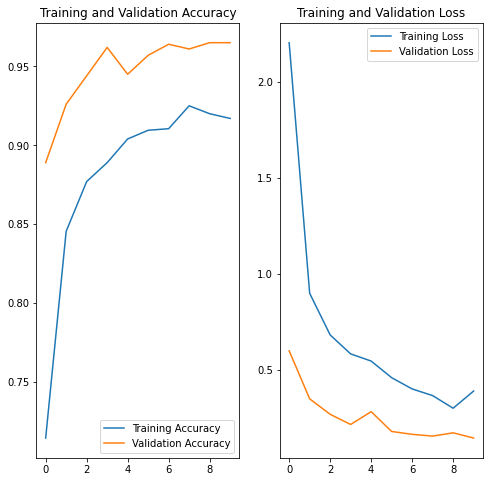 Training and Validation Accuracy
0.95
0.90
0.85
0.80
0.75
0 2 4 6 8
Training Accuracy
Validation Accuracy
Training and Validation Loss
2.0
1.5
1.0
0.5
0 2 4 6 8
Training Loss
Validation Loss